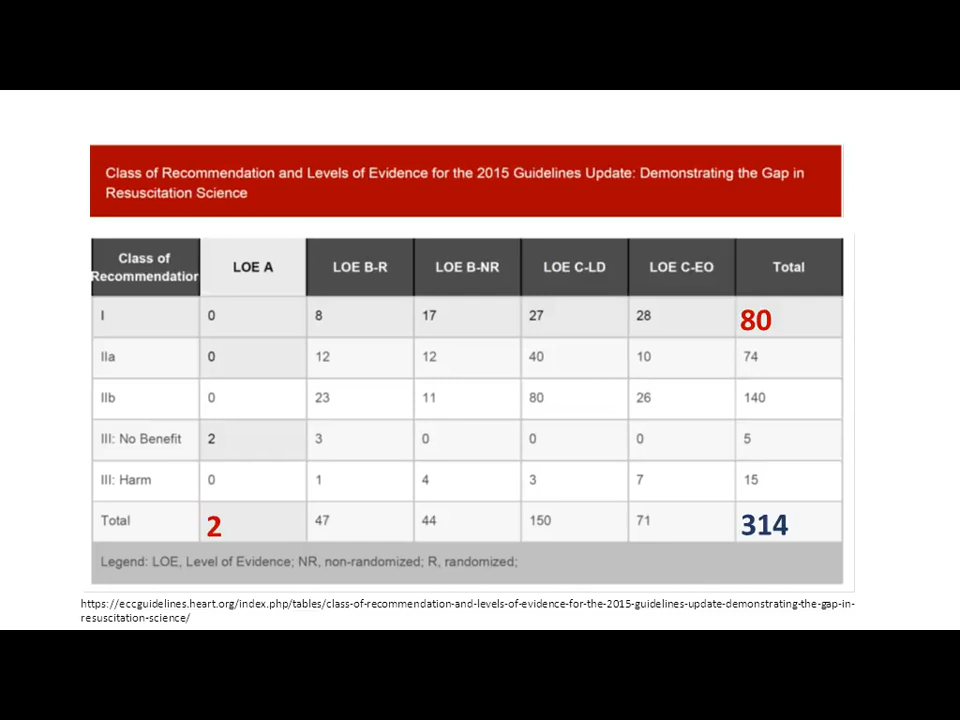 Class of Recommendation and Levels of Evidence for the 2015 Guidelines Update: Demonstrating the Gap in
Resuscitation Science
Class of Recommendation LOE A LOE B-R LOE B-NR LOE C-LD LOE C-EO Total
I 0 8 17 27 28 80
IIa 0 12 12 40 10 74
IIb 0 23 11 80 26 140
III: No Benefit 2 3 0 0 0 5
III: Harm 0 1 4 3 7 15
Total 2 47 44 150 71 314
Legend: LOE, Level of Evidence; NR, non-randomized; R, randomized;
https://eccguidelines.heart.org/index.php/tables/class-of-recommendation-and-levels-of-evidence-for-the-2015-guidelines-update-demonstrating-the-gap-in-
resuscitation-science/